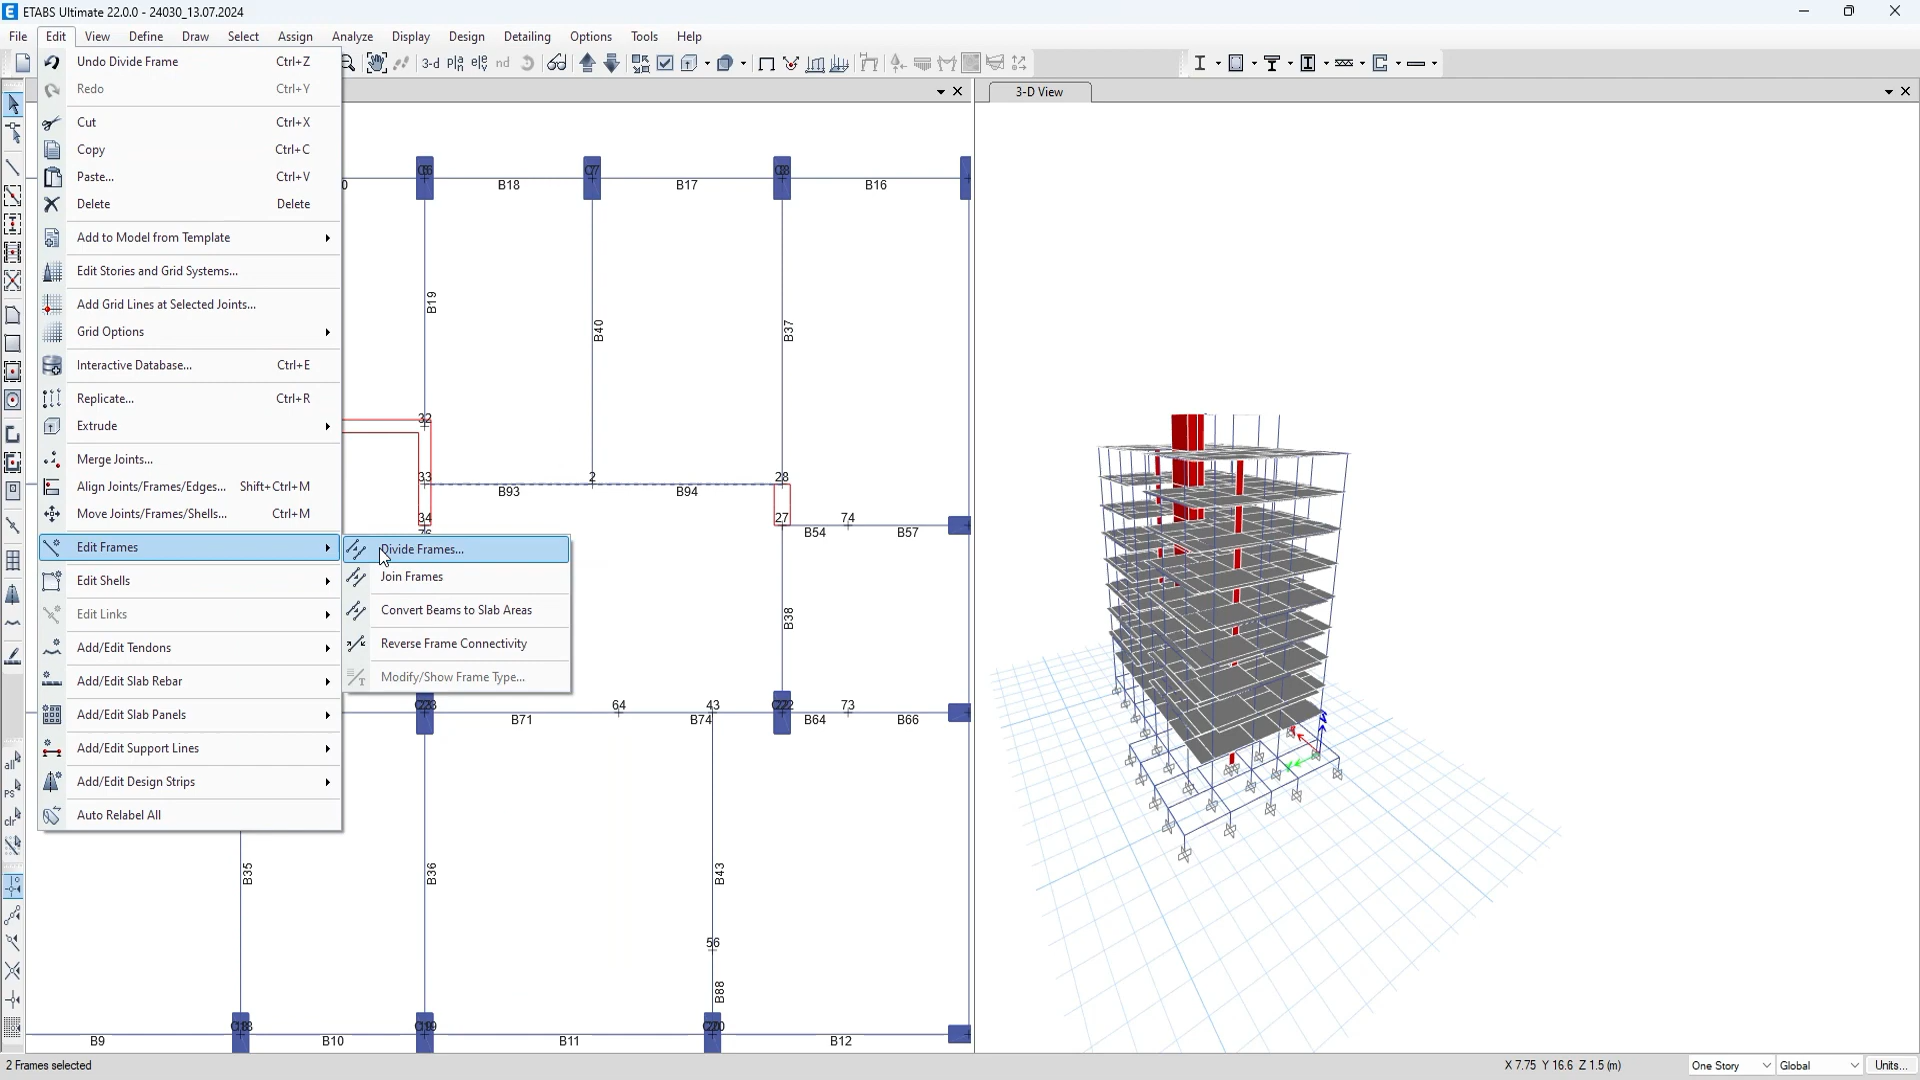 ETABS Ultimate 22.0.0 - 24030_13.07.2024
File Edit View Define Draw Select Assign Analyze Display Design Detailing Options Tools Help
3-d
nd
3-D View
Undo Divide Frame Ctrl+Z
Redo Ctrl+Y
Cut Ctrl+X
Copy Ctrl+C
Paste... Ctrl+V
Delete Delete
Add to Model from Template
Edit Stories and Grid Systems...
Add Grid Lines at Selected Joints...
Grid Options
Interactive Database... Ctrl+E
Replicate... Ctrl+R
Extrude
Merge Joints...
Align Joints/Frames/Edges... Shift+Ctrl+M
Move Joints/Frames/Shells... Ctrl+M
Edit Frames
Edit Shells
Edit Links
Add/Edit Tendons
Add/Edit Slab Rebar
Add/Edit Slab Panels
Add/Edit Support Lines
Add/Edit Design Strips
Auto Relabel All
Divide Frames...
Join Frames
Convert Beams to Slab Areas
Reverse Frame Connectivity
Modify/Show Frame Type...
all
PS
clr
0 B18 B17 B16
B19 B40 B37
32
33 2 28
B93 B94
34 27 74
B54 B57
B38
64 43 73
B71 B74 B64 B66
B35 B36 B43
56
B88
B9 B10 B11 B12
2 Frames selected
X 7.75 Y 16.6 Z 1.5 (m)
One Story Global Units...